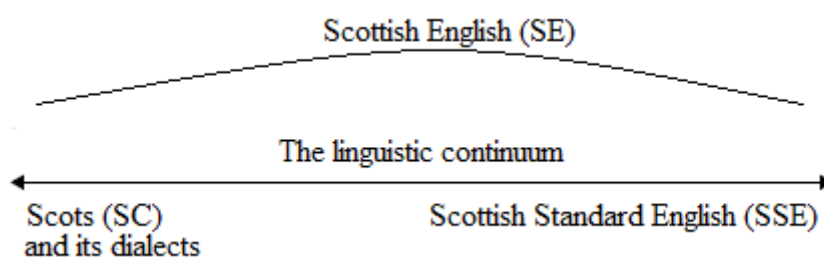 Scottish English (SE)
The linguistic continuum
Scots (SC)
and its dialects
Scottish Standard English (SSE)